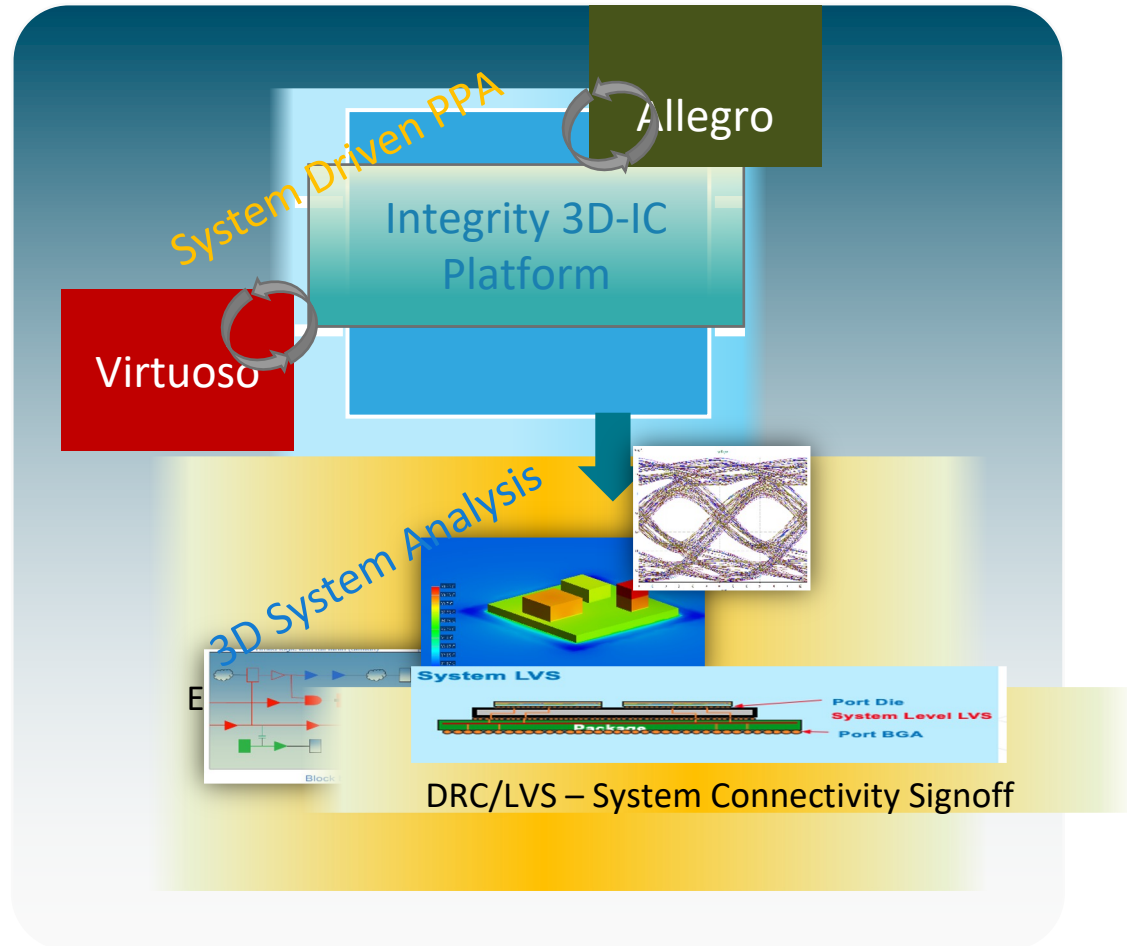 Allegro
System Driven PPA
Integrity 3D-IC
Platform
Virtuoso
3D System Analysis
System LVS
Port Die
System Level LVS
Package
Port BGA
E
Block
DRC/LVS – System Connectivity Signoff